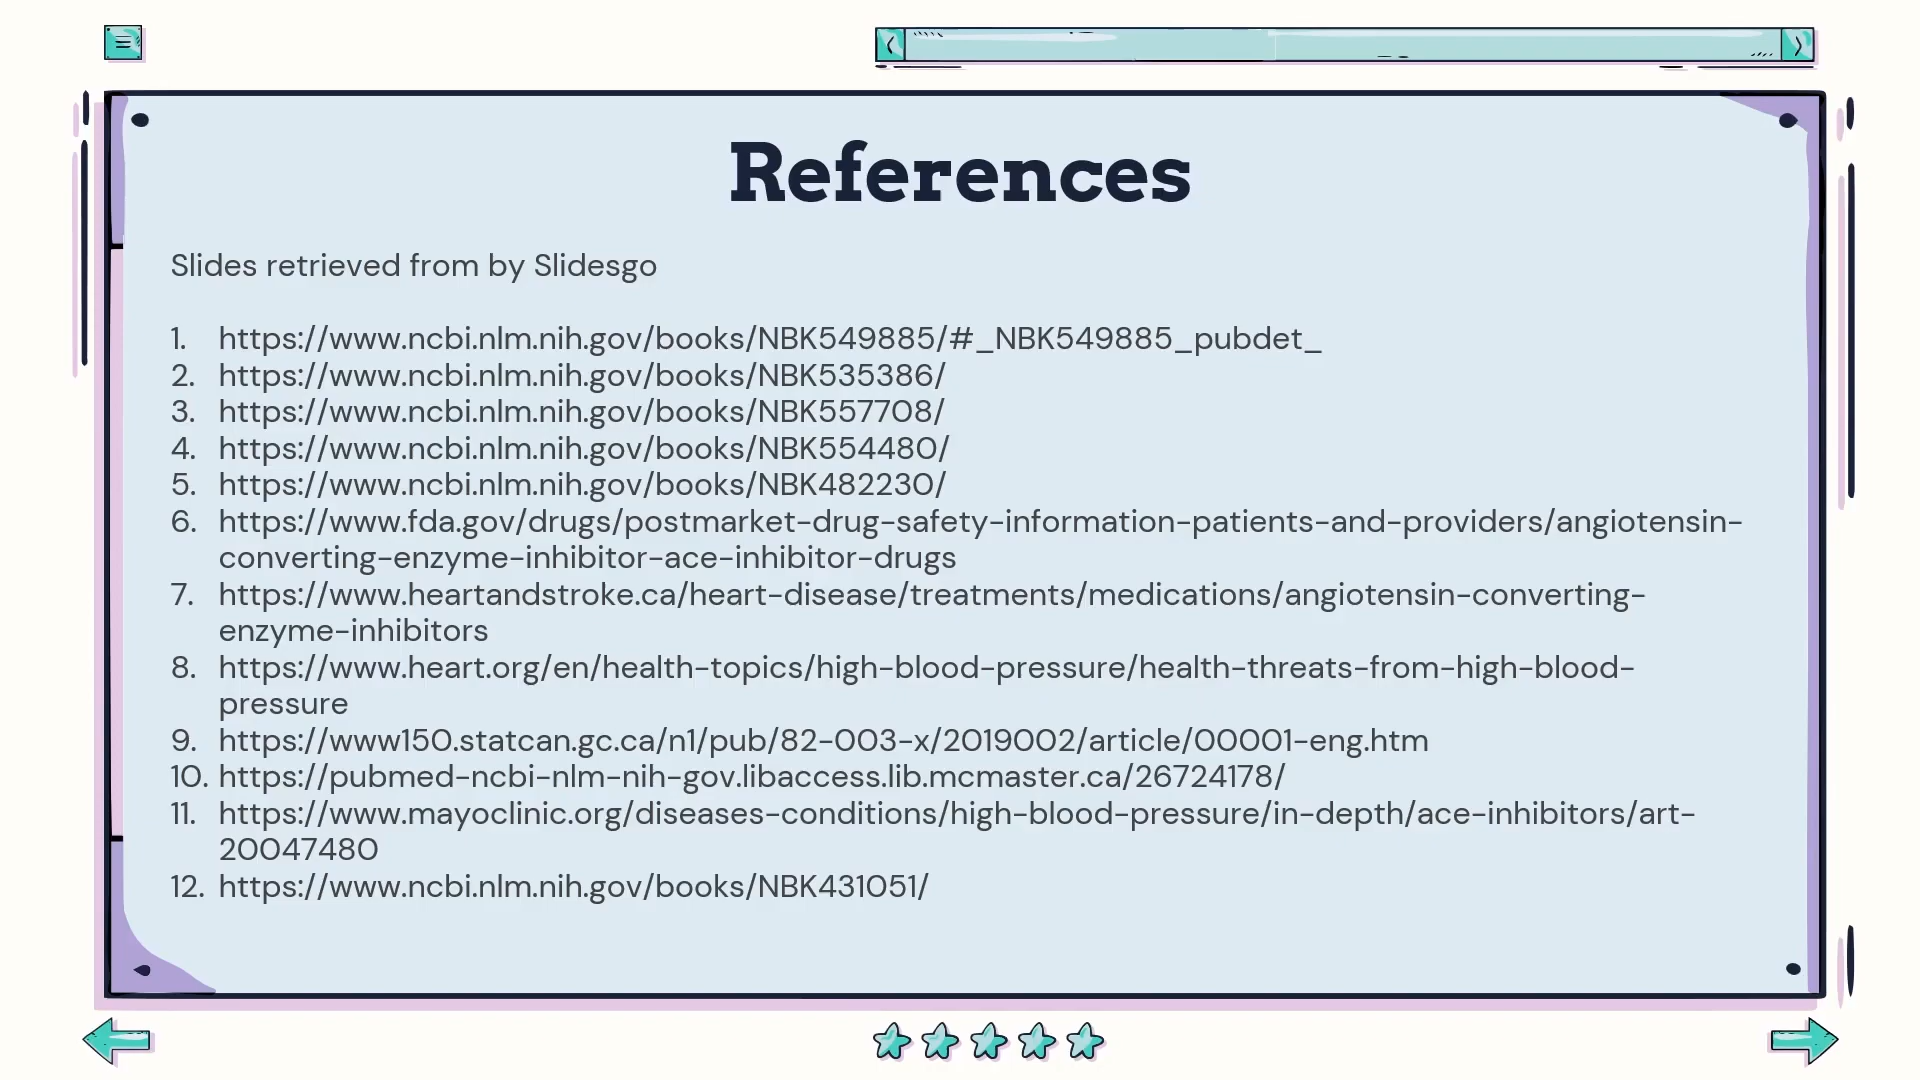 References
Slides retrieved from by Slidesgo
1. https://www.ncbi.nlm.nih.gov/books/NBK549885/#_NBK549885_pubdet_
2. https://www.ncbi.nlm.nih.gov/books/NBK535386/
3. https://www.ncbi.nlm.nih.gov/books/NBK557708/
4. https://www.ncbi.nlm.nih.gov/books/NBK554480/
5. https://www.ncbi.nlm.nih.gov/books/NBK482230/
6. https://www.fda.gov/drugs/postmarket-drug-safety-information-patients-and-providers/angiotensin-
converting-enzyme-inhibitor-ace-inhibitor-drugs
7. https://www.heartandstroke.ca/heart-disease/treatments/medications/angiotensin-converting-
enzyme-inhibitors
8. https://www.heart.org/en/health-topics/high-blood-pressure/health-threats-from-high-blood-
pressure
9. https://www150.statcan.gc.ca/n1/pub/82-003-x/2019002/article/00001-eng.htm
10. https://pubmed-ncbi-nlm-nih-gov.libaccess.lib.mcmaster.ca/26724178/
11. https://www.mayoclinic.org/diseases-conditions/high-blood-pressure/in-depth/ace-inhibitors/art-
20047480
12. https://www.ncbi.nlm.nih.gov/books/NBK431051/